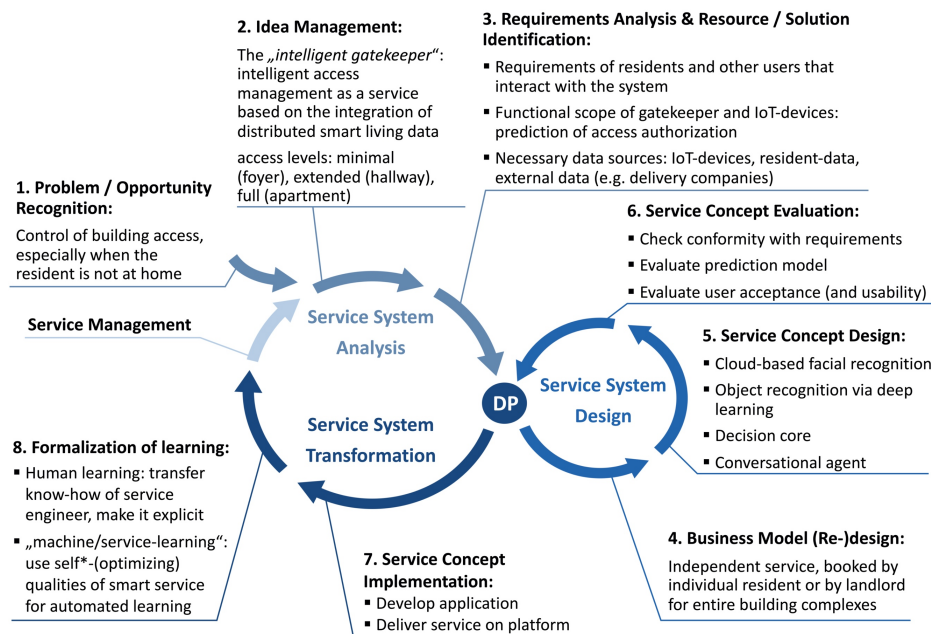 2. Idea Management:
The „intelligent gatekeeper“:
intelligent access
management as a service
based on the integration of
distributed smart living data
access levels: minimal
(foyer), extended (hallway),
full (apartment)
3. Requirements Analysis & Resource / Solution
Identification:
▪ Requirements of residents and other users that
interact with the system
▪ Functional scope of gatekeeper and IoT-devices:
prediction of access authorization
▪ Necessary data sources: IoT-devices, resident-data,
external data (e.g. delivery companies)
1. Problem / Opportunity
Recognition:
Control of building access,
especially when the
resident is not at home
6. Service Concept Evaluation:
▪ Check conformity with requirements
▪ Evaluate prediction model
▪ Evaluate user acceptance (and usability)
Service Management
Service System
Analysis
5. Service Concept Design:
▪ Cloud-based facial recognition
▪ Object recognition via deep
learning
▪ Decision core
▪ Conversational agent
DP
Service System
Design
Service System
Transformation
8. Formalization of learning:
▪ Human learning: transfer
know-how of service
engineer, make it explicit
▪ „machine/service-learning“:
use self*-(optimizing)
qualities of smart service
for automated learning
7. Service Concept
Implementation:
▪ Develop application
▪ Deliver service on platform
4. Business Model (Re-)design:
Independent service, booked by
individual resident or by landlord
for entire building complexes